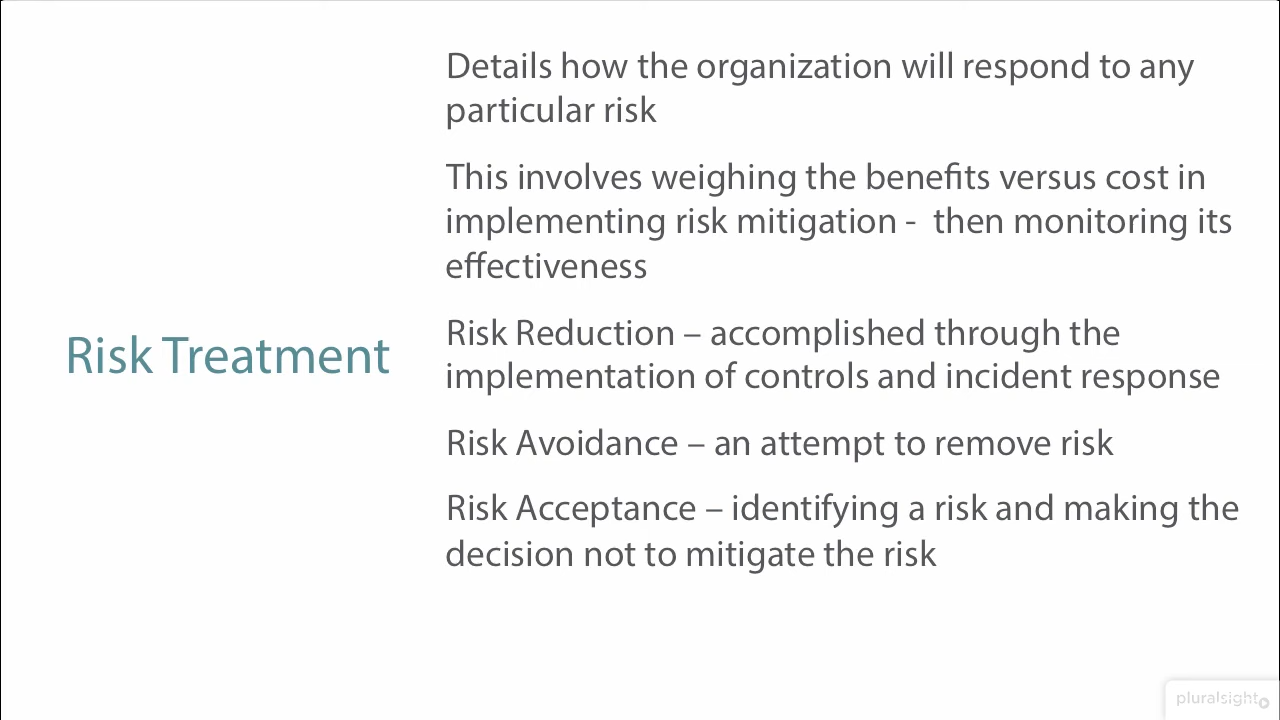 Details how the organization will respond to any
particular risk
This involves weighing the benefits versus cost in
implementing risk mitigation -  then monitoring its
effectiveness
Risk Treatment
Risk Reduction – accomplished through the
implementation of controls and incident response
Risk Avoidance – an attempt to remove risk
Risk Acceptance – identifying a risk and making the
decision not to mitigate the risk
pluralsight